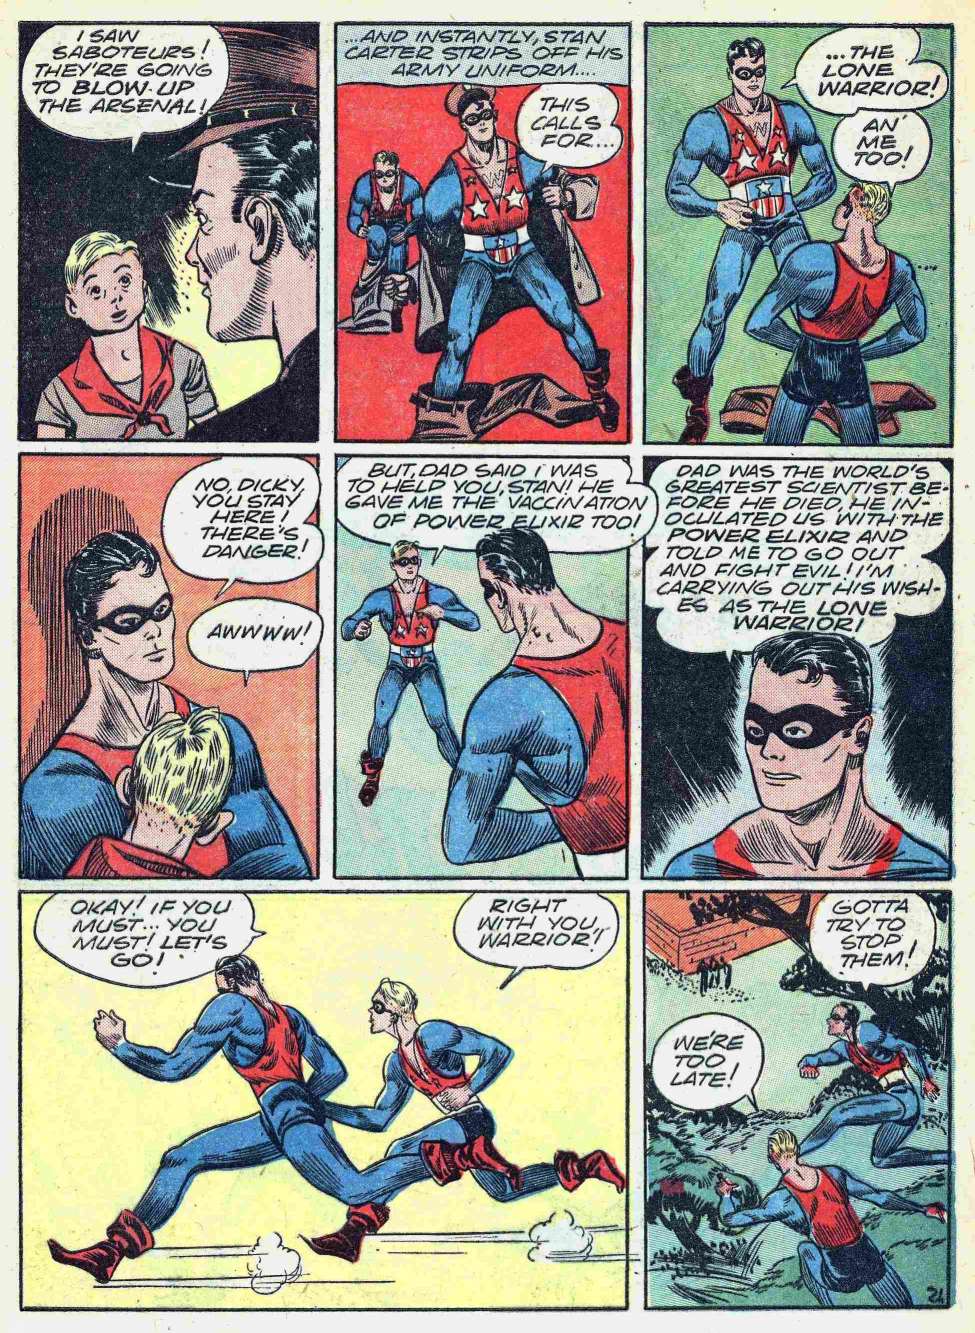 I SAW
SABOTEURS!
THEY'RE GOING
TO BLOW-UP
THE ARSENAL!
...AND INSTANTLY, STAN
CARTER STRIPS OFF HIS
ARMY UNIFORM....
THIS
CALLS
FOR...
...THE
LONE
WARRIOR!
AN'
ME
TOO!
NO, DICKY,
YOU STAY
HERE!
THERE'S
DANGER!
AWWWW!
BUT, DAD SAID I WAS
TO HELP YOU, STAN! HE
GAVE ME THE VACCINATION
OF POWER ELIXIR TOO!
DAD WAS THE WORLD'S
GREATEST SCIENTIST BE-
FORE HE DIED, HE IN-
OCULATED US WITH THE
POWER ELIXIR AND
TOLD ME TO GO OUT
AND FIGHT EVIL! I'M
CARRYING OUT HIS WISH-
ES AS THE LONE
WARRIOR!
OKAY! IF YOU
MUST... YOU
MUST! LET'S
GO!
RIGHT
WITH YOU,
WARRIOR!
GOTTA
TRY TO
STOP
THEM!
WE'RE
TOO
LATE!
24